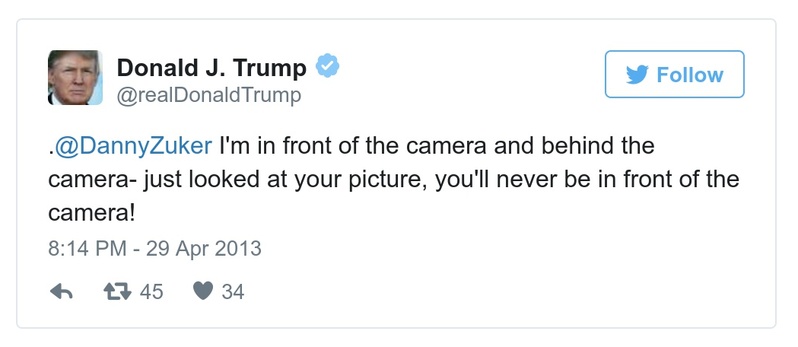 Donald J. Trump
@realDonaldTrump
Follow
.@DannyZuker I'm in front of the camera and behind the
camera- just looked at your picture, you'll never be in front of the
camera!
8:14 PM - 29 Apr 2013
45 34